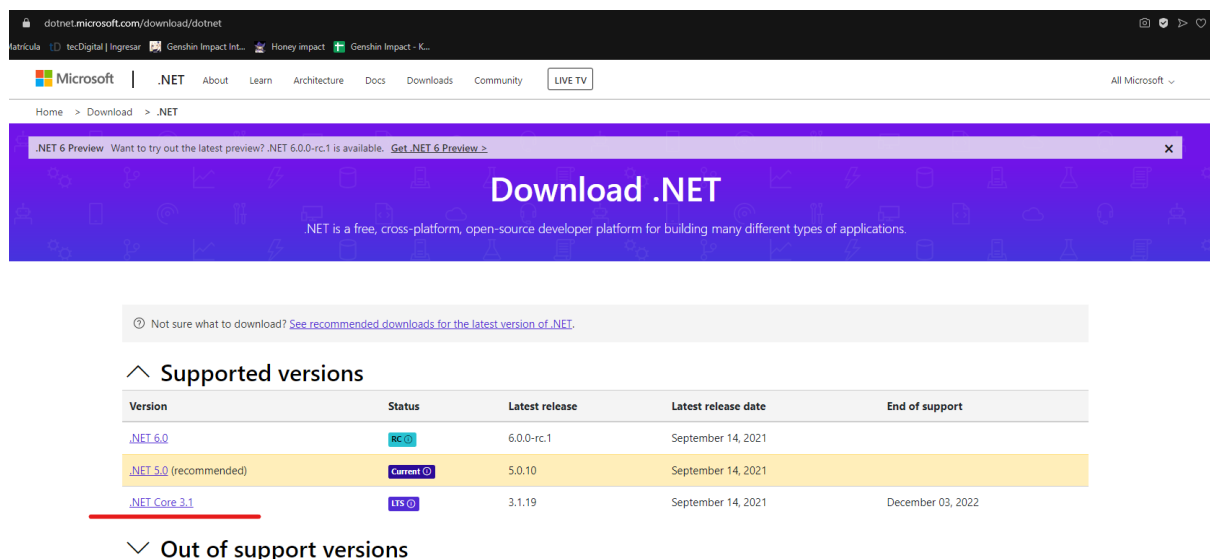 dotnet.microsoft.com/download/dotnet
Matrícula tD tecDigital | Ingresar Genshin Impact Int... Honey impact Genshin Impact - K...
Microsoft .NET About Learn Architecture Docs Downloads Community LIVE TV All Microsoft
Home > Download > .NET
.NET 6 Preview Want to try out the latest preview? .NET 6.0.0-rc.1 is available. Get .NET 6 Preview >
Download .NET
.NET is a free, cross-platform, open-source developer platform for building many different types of applications.
Not sure what to download? See recommended downloads for the latest version of .NET.
Supported versions
Version Status Latest release Latest release date End of support
.NET 6.0 RC 6.0.0-rc.1 September 14, 2021
.NET 5.0 (recommended) Current 5.0.10 September 14, 2021
.NET Core 3.1 LTS 3.1.19 September 14, 2021 December 03, 2022
Out of support versions